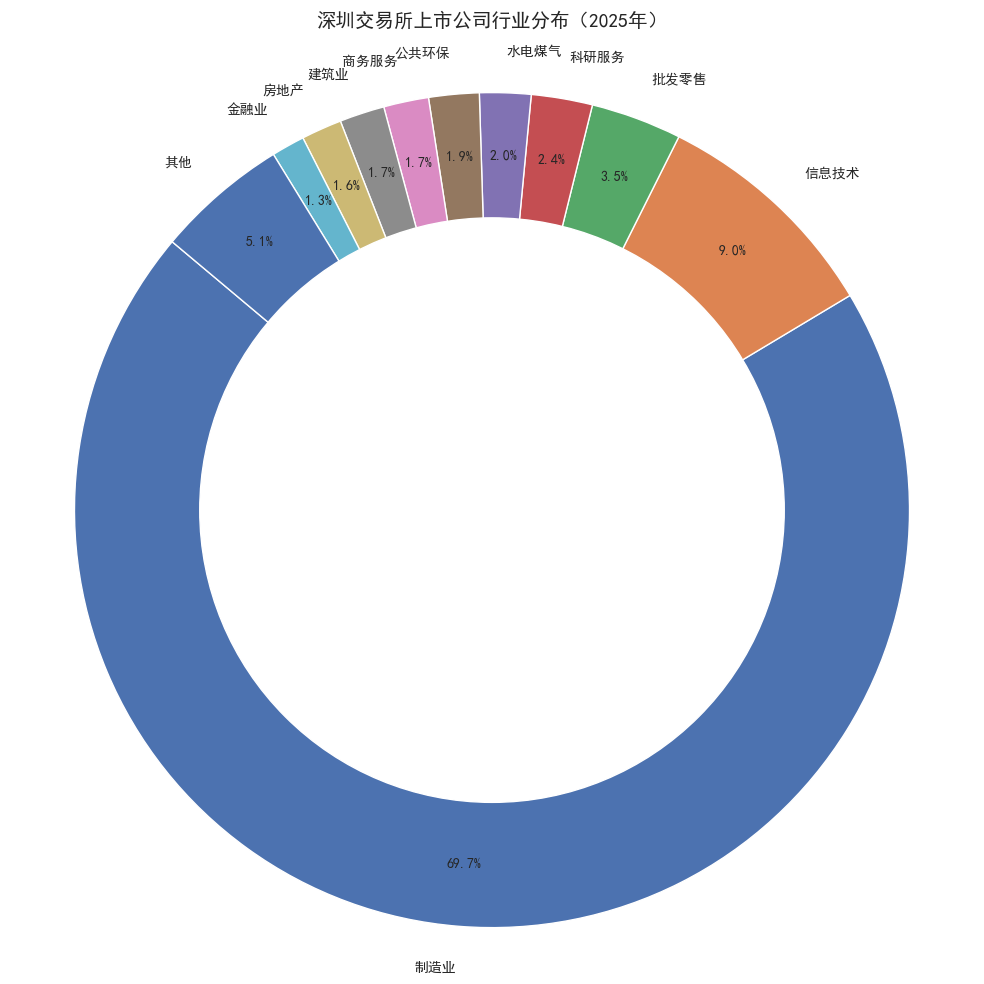 深圳交易所上市公司行业分布（2025年）
公共环保
水电煤气
科研服务
商务服务
建筑业
批发零售
房地产
金融业
其他
信息技术
1.9%
2.0%
2.4%
1.7%
1.7%
3.5%
1.6%
1.3%
5.1%
9.0%
69.7%
制造业